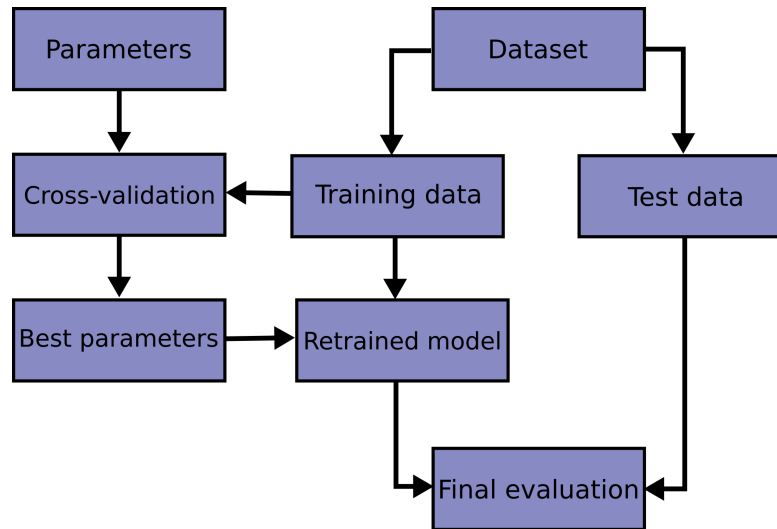 Parameters
Dataset
Cross-validation
Training data
Test data
Best parameters
Retrained model
Final evaluation